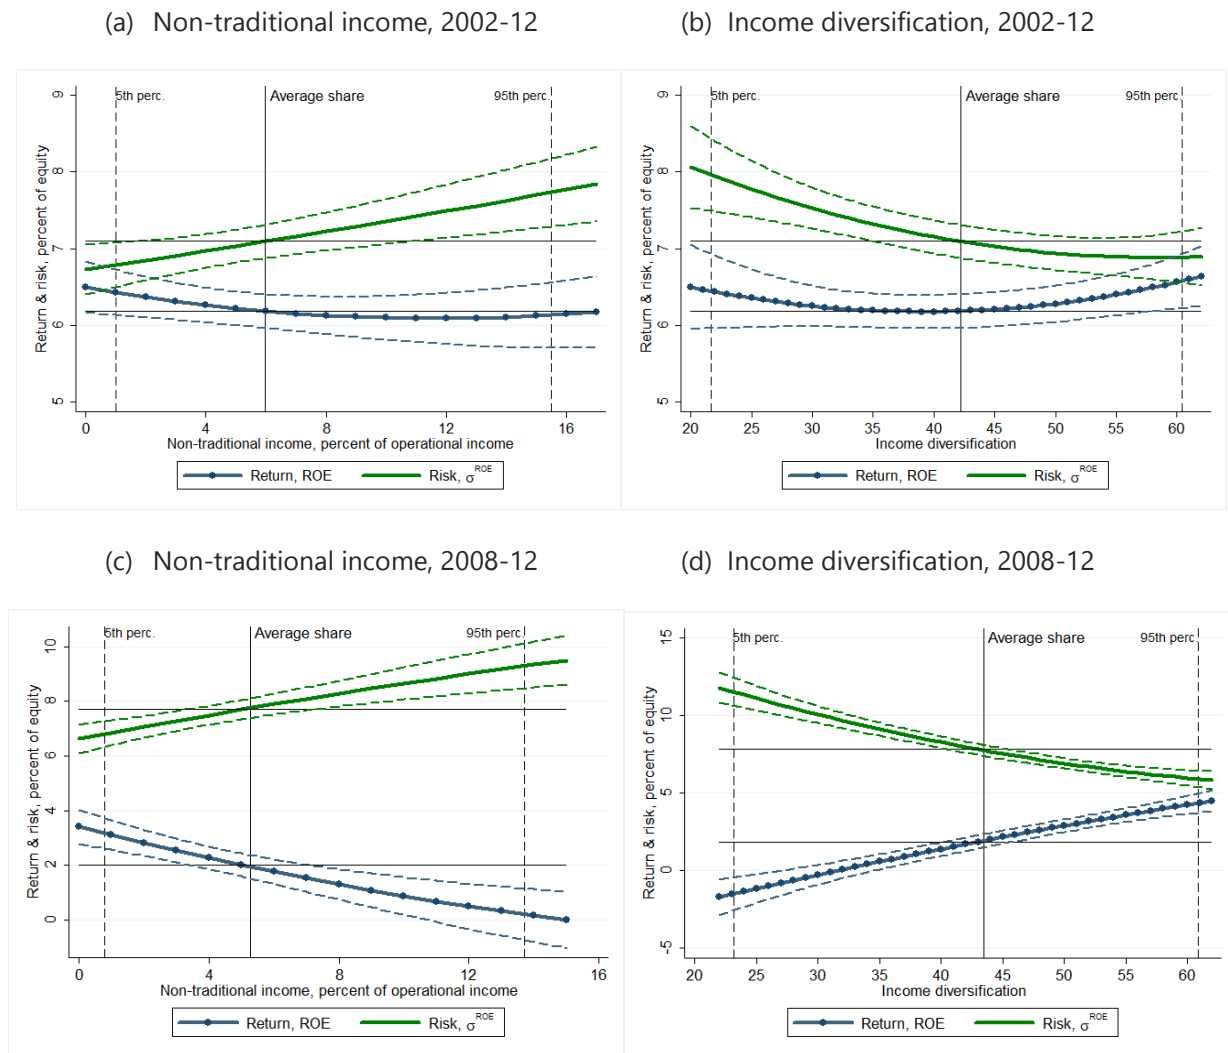 (a) Non-traditional income, 2002-12
(b) Income diversification, 2002-12
5th perc.
Average share
95th perc.
Return & risk, percent of equity
9
8
7
6
5
0 4 8 12 16
Non-traditional income, percent of operational income
Return, ROE
Risk, σ^ROE
5th perc.
Average share
95th perc.
Return & risk, percent of equity
9
8
7
6
5
20 25 30 35 40 45 50 55 60
Income diversification
Return, ROE
Risk, σ^ROE
(c) Non-traditional income, 2008-12
(d) Income diversification, 2008-12
5th perc.
Average share
95th perc.
Return & risk, percent of equity
10
8
6
4
2
0
0 4 8 12 16
Non-traditional income, percent of operational income
Return, ROE
Risk, σ^ROE
5th perc.
Average share
95th perc.
Return & risk, percent of equity
15
10
5
0
-5
20 25 30 35 40 45 50 55 60
Income diversification
Return, ROE
Risk, σ^ROE